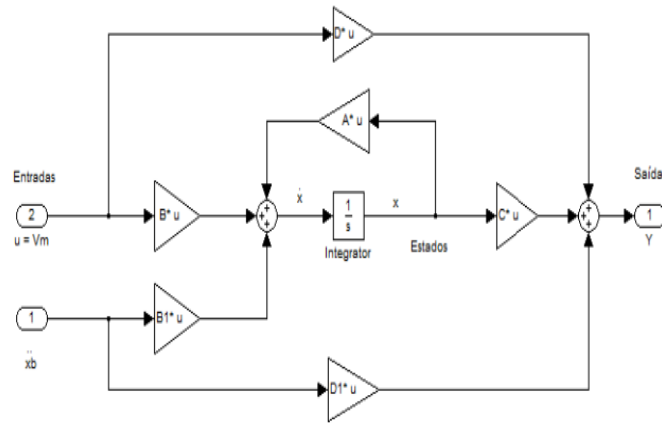 D* u
A* u
Entradas
Saída
2
B* u
ẋ
1
s
x
C* u
1
u = Vm
Integrator
Estados
Y
1
B1* u
ẍb
D1* u